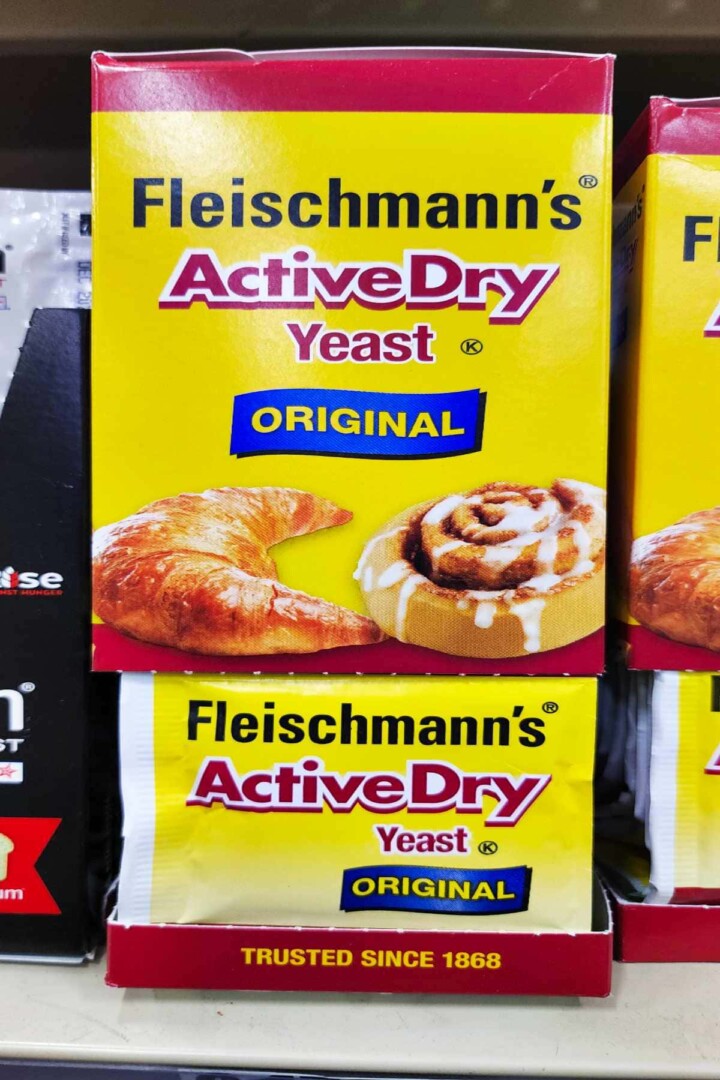 Fleischmann's®
ActiveDry
Yeast Ⓚ
ORIGINAL
Fleischmann's®
ActiveDry
Yeast Ⓚ
ORIGINAL
TRUSTED SINCE 1868